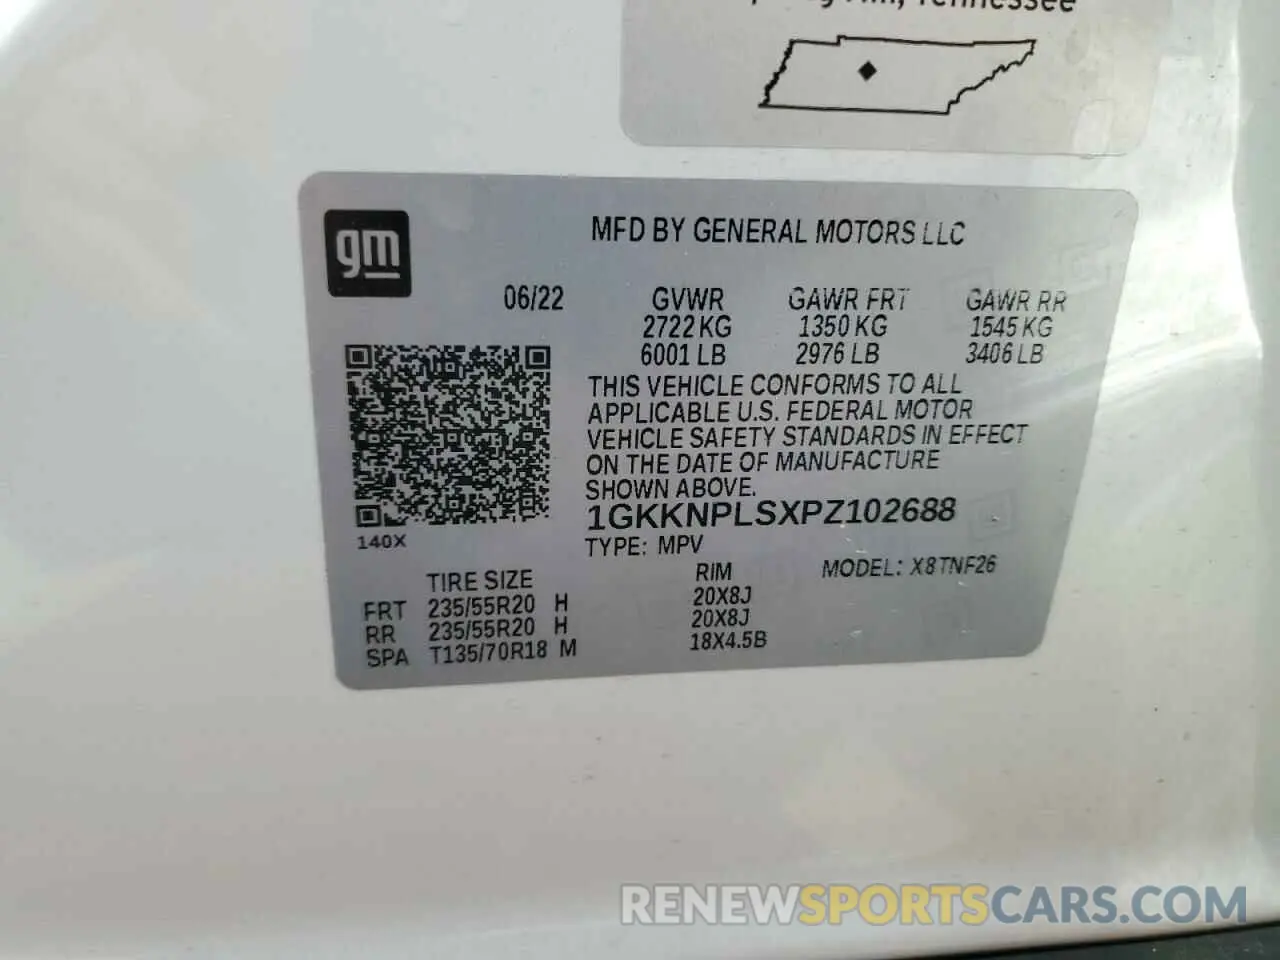 Tennessee
gm
MFD BY GENERAL MOTORS LLC
06/22 GVWR GAWR FRT GAWR RR
2722 KG 1350 KG 1545 KG
6001 LB 2976 LB 3406 LB
THIS VEHICLE CONFORMS TO ALL
APPLICABLE U.S. FEDERAL MOTOR
VEHICLE SAFETY STANDARDS IN EFFECT
ON THE DATE OF MANUFACTURE
SHOWN ABOVE.
1GKKNPLSXPZ102688
140X
TYPE: MPV
MODEL: X8TNF26
TIRE SIZE RIM
FRT 235/55R20 H 20X8J
RR 235/55R20 H 20X8J
SPA T135/70R18 M 18X4.5B
RENEWSPORTSCARS.COM